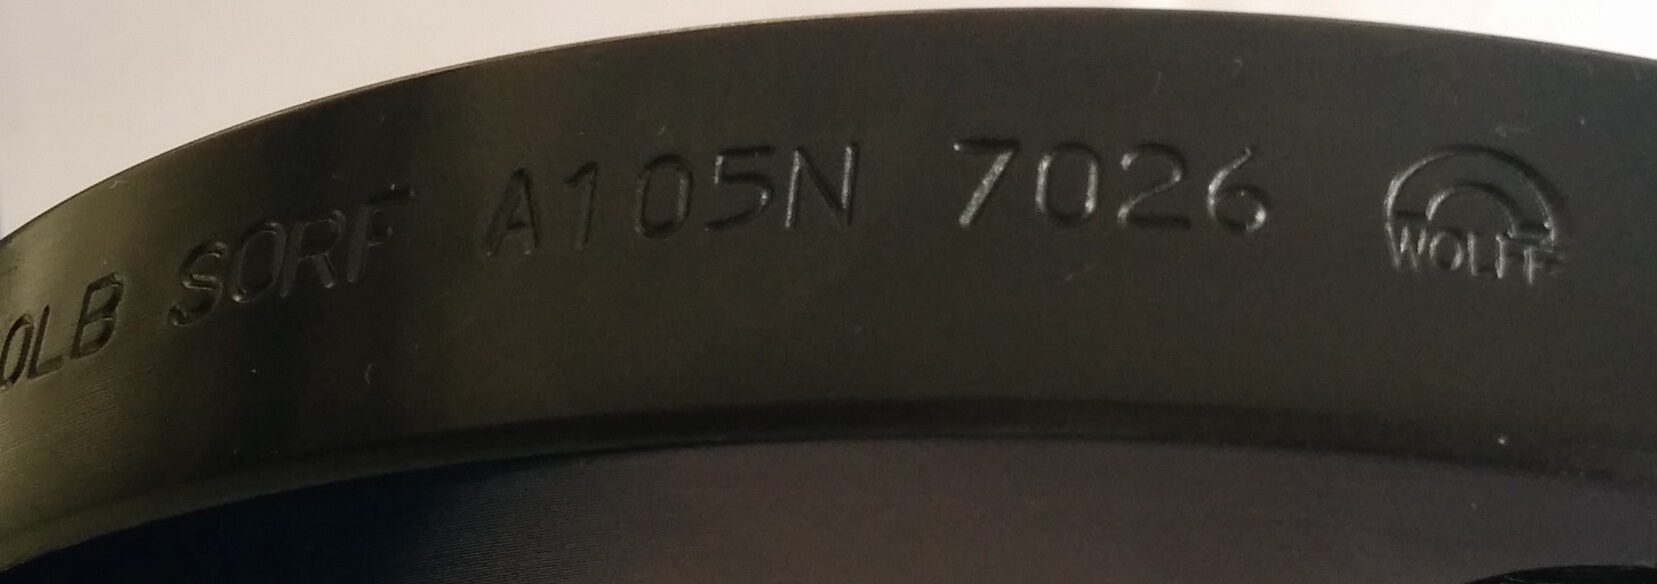 0LB SORF A105N 7026 WOLFF